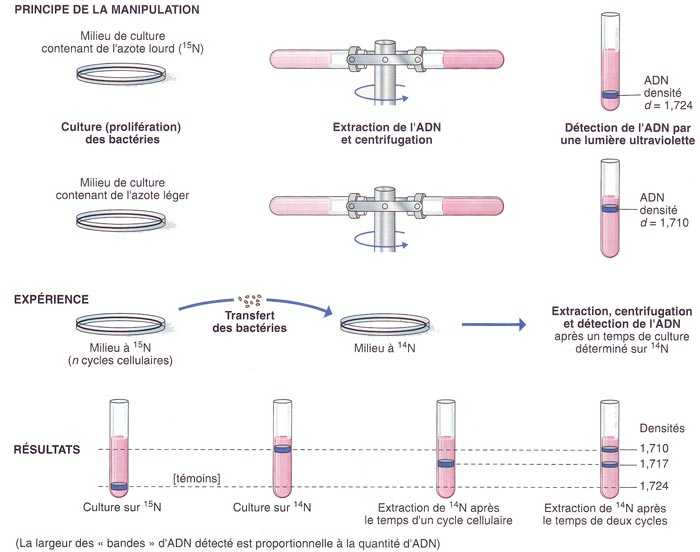 PRINCIPE DE LA MANIPULATION
Milieu de culture
contenant de l'azote lourd (¹⁵N)
ADN
densité
d = 1,724
Culture (prolifération)
des bactéries
Extraction de l'ADN
et centrifugation
Détection de l'ADN par
une lumière ultraviolette
Milieu de culture
contenant de l'azote léger
ADN
densité
d = 1,710
EXPÉRIENCE
Transfert
des bactéries
Milieu à ¹⁵N
(n cycles cellulaires)
Milieu à ¹⁴N
Extraction, centrifugation
et détection de l'ADN
après un temps de culture
déterminé sur ¹⁴N
RÉSULTATS
Densités
1,710
1,717
1,724
[témoins]
Culture sur ¹⁵N
Culture sur ¹⁴N
Extraction de ¹⁴N après
le temps d'un cycle cellulaire
Extraction de ¹⁴N après
le temps de deux cycles
(La largeur des « bandes » d'ADN détecté est proportionnelle à la quantité d'ADN)